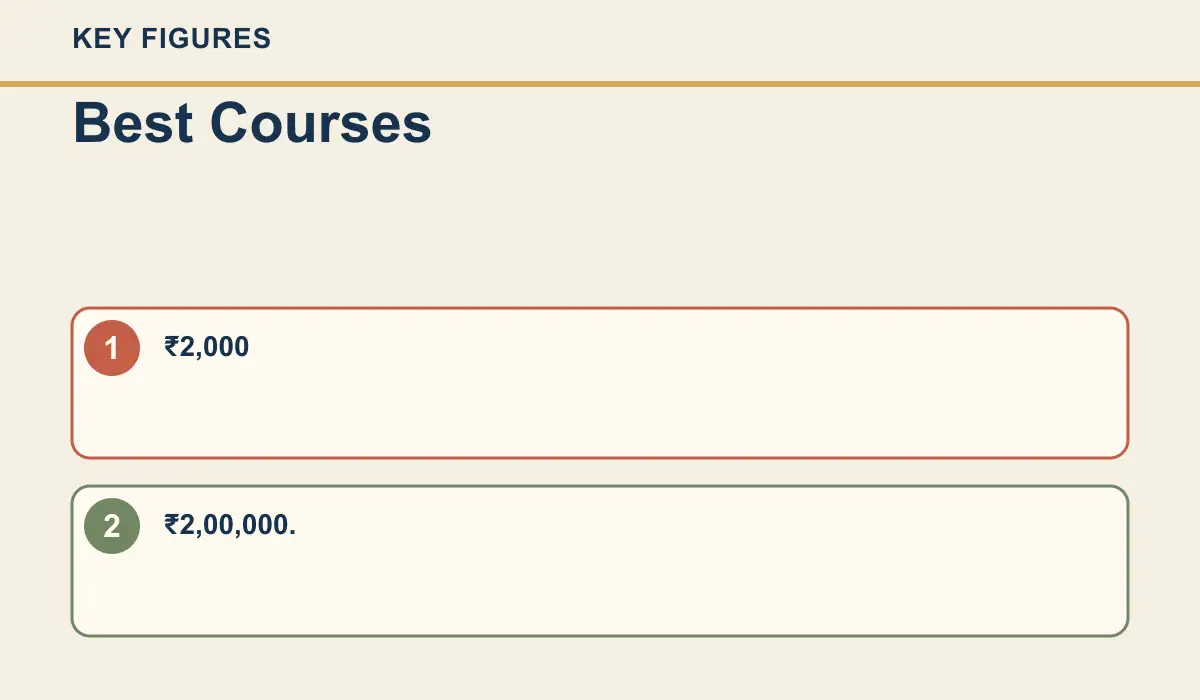 KEY FIGURES
Best Courses
1 ₹2,000
2 ₹2,00,000.